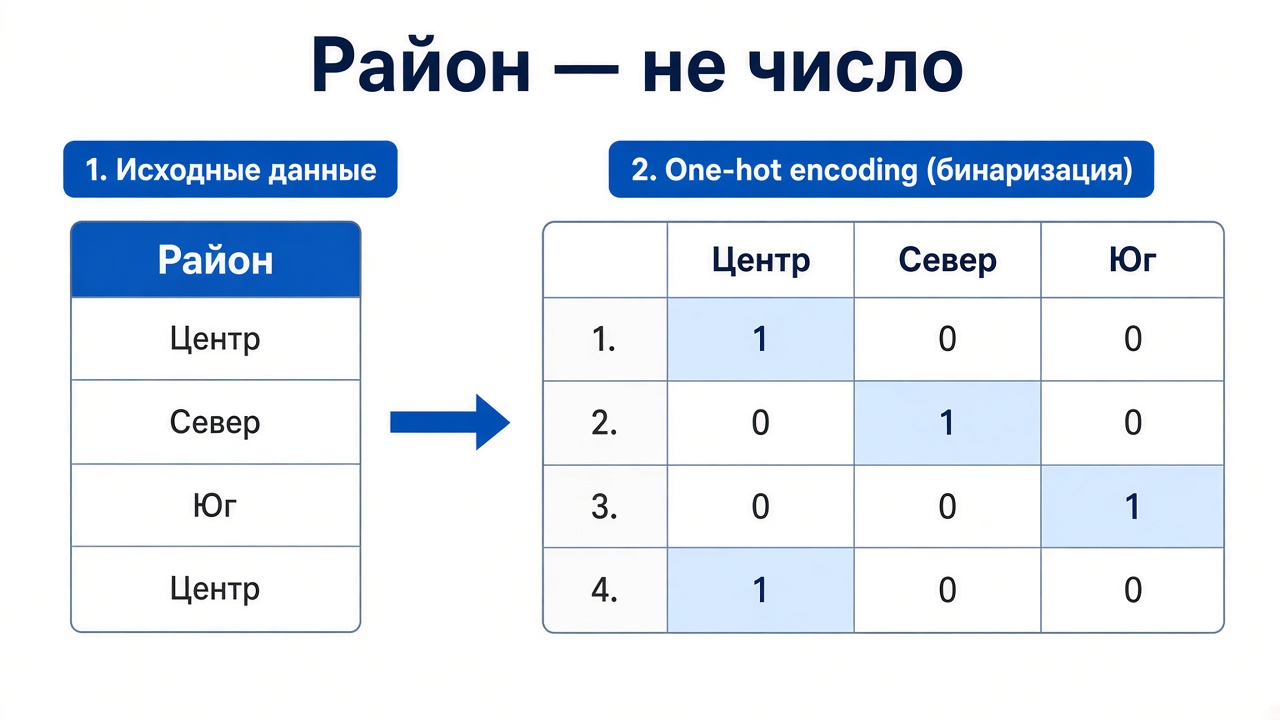 Район — не число
1. Исходные данные
Район
Центр
Север
Юг
Центр
2. One-hot encoding (бинаризация)
Центр Север Юг
1. 1 0 0
2. 0 1 0
3. 0 0 1
4. 1 0 0